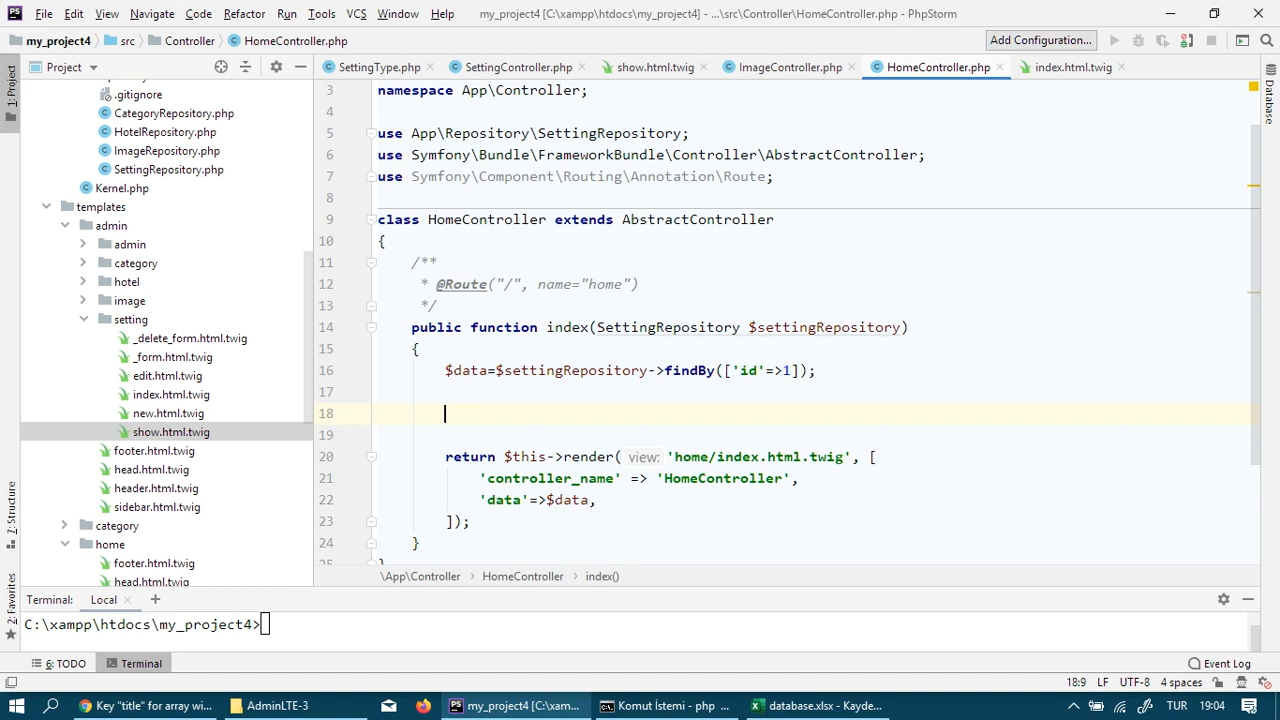 File Edit View Navigate Code Refactor Run Tools VCS Window Help my_project4 [C:\xampp\htdocs\my_project4] - ...\src\Controller\HomeController.php - PhpStorm
my_project4 src Controller HomeController.php Add Configuration...
1: Project
Project
SettingType.php SettingController.php show.html.twig ImageController.php HomeController.php index.html.twig
Database
.gitignore
CategoryRepository.php
HotelRepository.php
ImageRepository.php
SettingRepository.php
Kernel.php
templates
admin
admin
category
hotel
image
setting
_delete_form.html.twig
_form.html.twig
edit.html.twig
index.html.twig
new.html.twig
show.html.twig
footer.html.twig
head.html.twig
header.html.twig
sidebar.html.twig
category
home
footer.html.twig
head.html.twig
3 namespace App\Controller;
4
5 use App\Repository\SettingRepository;
6 use Symfony\Bundle\FrameworkBundle\Controller\AbstractController;
7 use Symfony\Component\Routing\Annotation\Route;
8
9 class HomeController extends AbstractController
10 {
11 /**
12 * @Route("/", name="home")
13 */
14 public function index(SettingRepository $settingRepository)
15 {
16 $data=$settingRepository->findBy(['id'=>1]);
17
18
19
20 return $this->render( view: 'home/index.html.twig', [
21 'controller_name' => 'HomeController',
22 'data'=>$data,
23 ]);
24 }
25 }
\App\Controller HomeController index()
7: Structure
2: Favorites
Terminal: Local
C:\xampp\htdocs\my_project4>
6: TODO Terminal Event Log
18:9 LF UTF-8 4 spaces
Key "title" for array wi... AdminLTE-3 my_project4 [C:\xam... Komut İstemi - php ... database.xlsx - Kayde... TUR 19:04